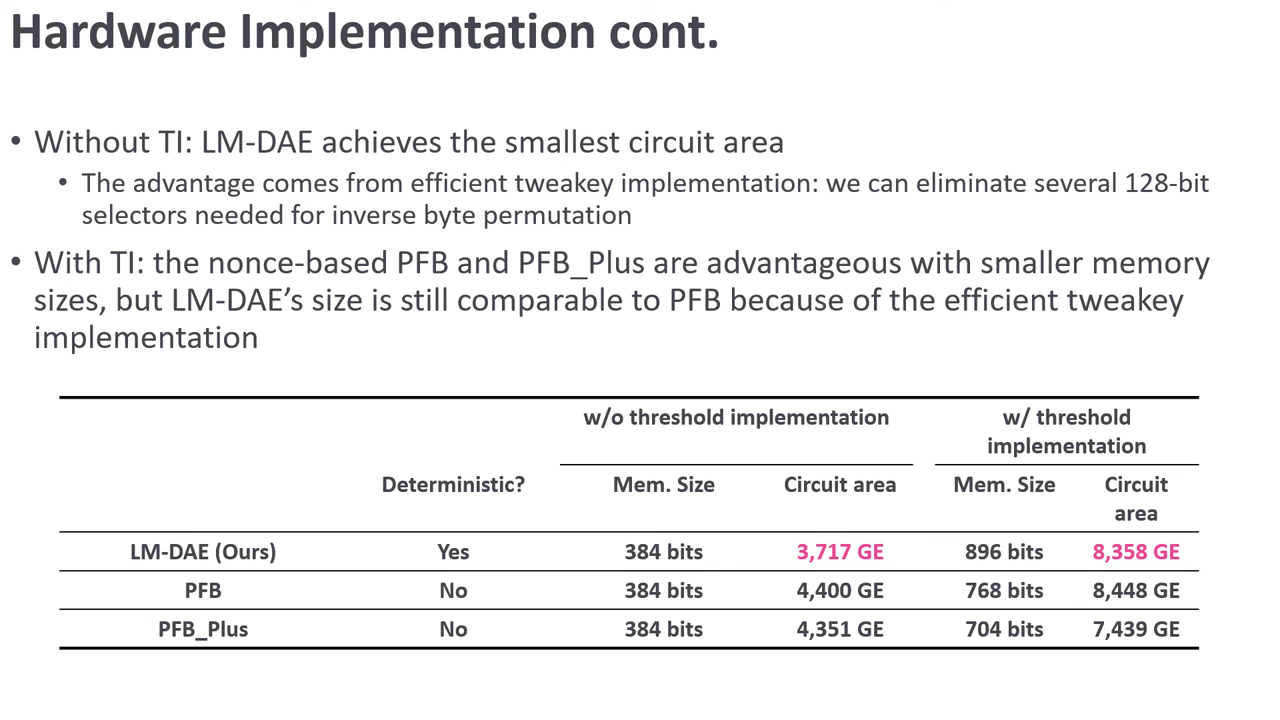 Hardware Implementation cont.
• Without TI: LM-DAE achieves the smallest circuit area
• The advantage comes from efficient tweakey implementation: we can eliminate several 128-bit
selectors needed for inverse byte permutation
• With TI: the nonce-based PFB and PFB_Plus are advantageous with smaller memory
sizes, but LM-DAE’s size is still comparable to PFB because of the efficient tweakey
implementation
w/o threshold implementation w/ threshold
implementation
Deterministic? Mem. Size Circuit area Mem. Size Circuit
area
LM-DAE (Ours) Yes 384 bits 3,717 GE 896 bits 8,358 GE
PFB No 384 bits 4,400 GE 768 bits 8,448 GE
PFB_Plus No 384 bits 4,351 GE 704 bits 7,439 GE